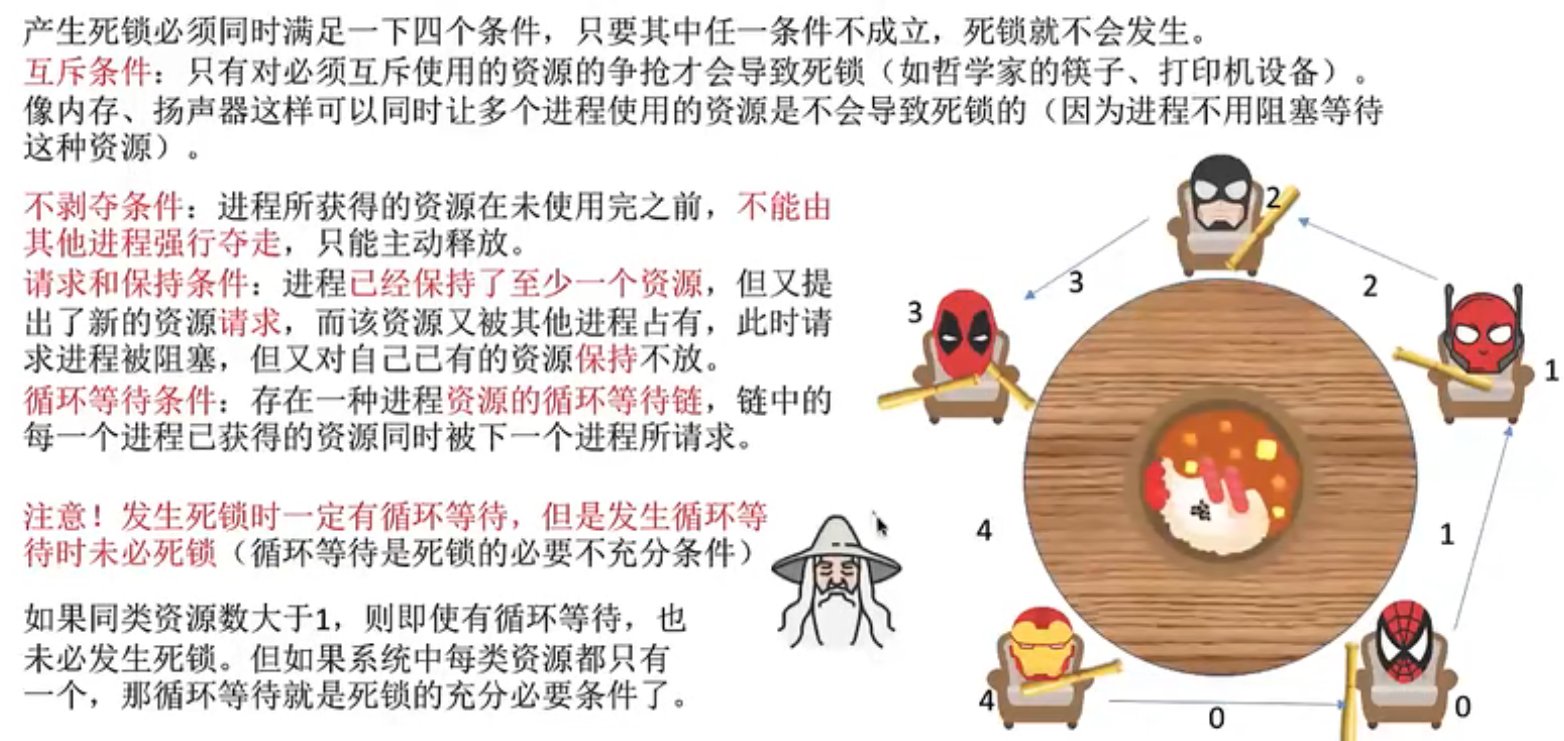 产生死锁必须同时满足一下四个条件，只要其中任一条件不成立，死锁就不会发生。
互斥条件：只有对必须互斥使用的资源的争抢才会导致死锁（如哲学家的筷子、打印机设备）。
像内存、扬声器这样可以同时让多个进程使用的资源是不会导致死锁的（因为进程不用阻塞等待
这种资源）。
不剥夺条件：进程所获得的资源在未使用完之前，不能由
其他进程强行夺走，只能主动释放。
请求和保持条件：进程已经保持了至少一个资源，但又提
出了新的资源请求，而该资源又被其他进程占有，此时请
求进程被阻塞，但又对自己已有的资源保持不放。
循环等待条件：存在一种进程资源的循环等待链，链中的
每一个进程已获得的资源同时被下一个进程所请求。
注意！发生死锁时一定有循环等待，但是发生循环等
待时未必死锁（循环等待是死锁的必要不充分条件）
如果同类资源数大于1，则即使有循环等待，也
未必发生死锁。但如果系统中每类资源都只有
一个，那循环等待就是死锁的充分必要条件了。
2
3
2
3
1
4
1
4
0
0